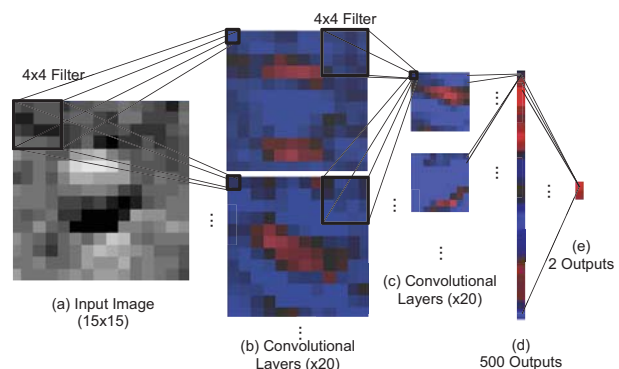 4x4 Filter
4x4 Filter
(a) Input Image
(15x15)
(b) Convolutional
Layers (x20)
(c) Convolutional
Layers (x20)
(d)
500 Outputs
(e)
2 Outputs